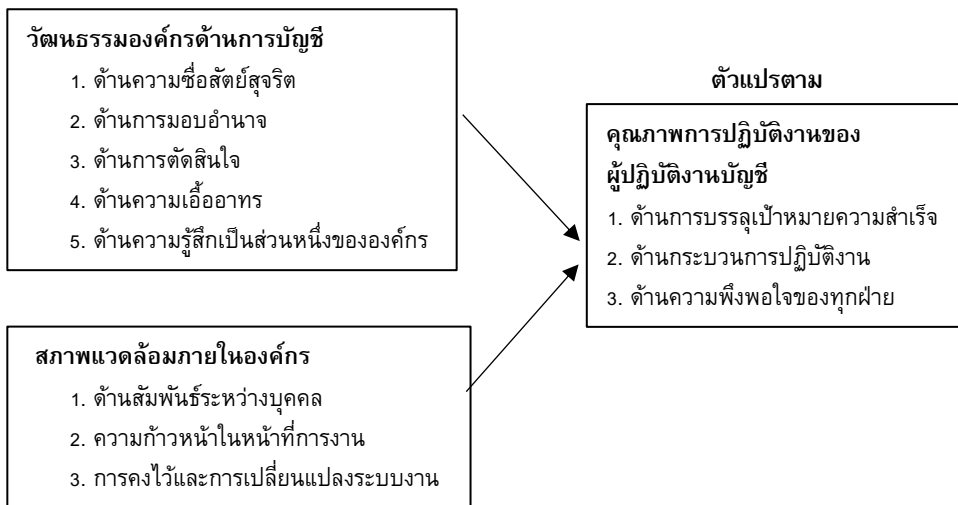 วัฒนธรรมองค์กรด้านการบัญชี
1. ด้านความซื่อสัตย์สุจริต
2. ด้านการมอบอำนาจ
3. ด้านการตัดสินใจ
4. ด้านความเอื้ออาทร
5. ด้านความรู้สึกเป็นส่วนหนึ่งขององค์กร
สภาพแวดล้อมภายในองค์กร
1. ด้านสัมพันธ์ระหว่างบุคคล
2. ความก้าวหน้าในหน้าที่การงาน
3. การคงไว้และการเปลี่ยนแปลงระบบงาน
ตัวแปรตาม
คุณภาพการปฏิบัติงานของ
ผู้ปฏิบัติงานบัญชี
1. ด้านการบรรลุเป้าหมายความสำเร็จ
2. ด้านกระบวนการปฏิบัติงาน
3. ด้านความพึงพอใจของทุกฝ่าย